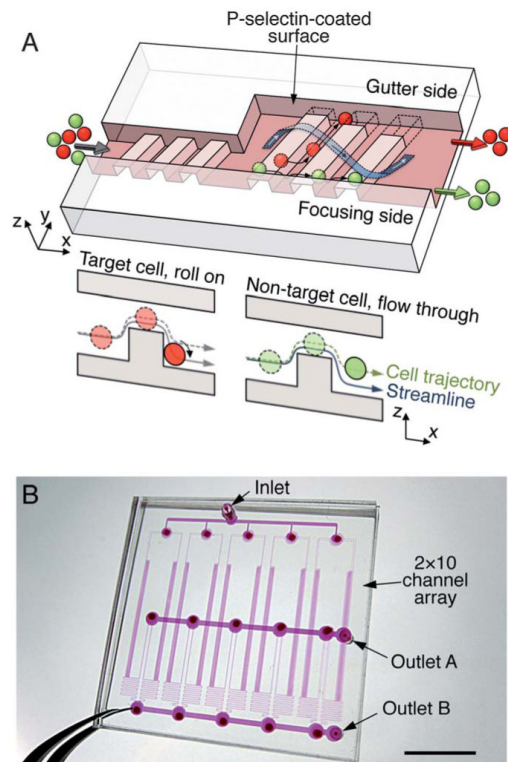 A
P-selectin-coated
surface
Gutter side
Focusing side
z
y
x
Target cell, roll on
Non-target cell, flow through
Cell trajectory
Streamline
z
x
B
Inlet
2×10
channel
array
Outlet A
Outlet B